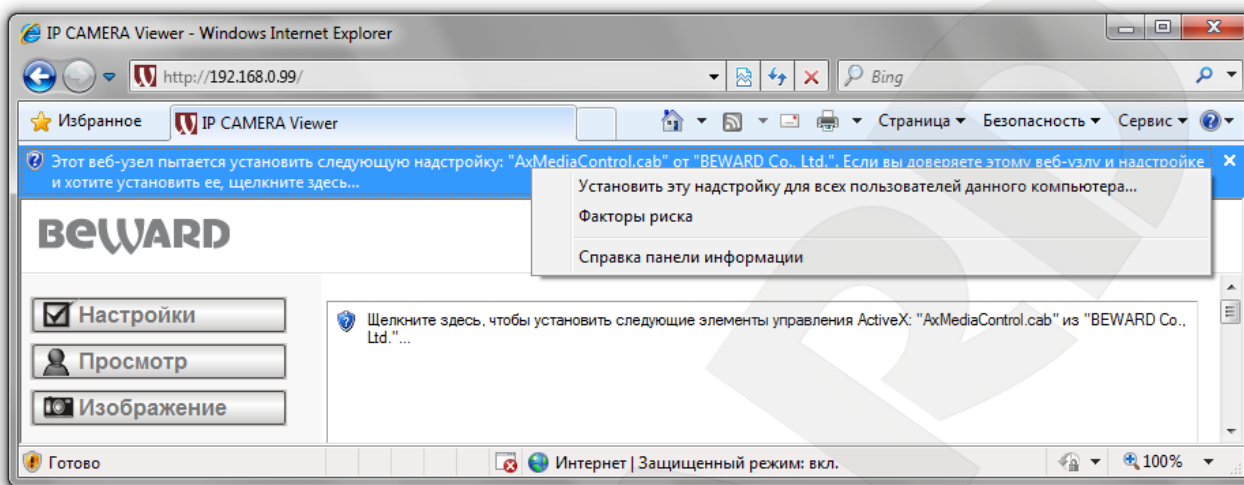 IP CAMERA Viewer - Windows Internet Explorer
http://192.168.0.99/
Bing
Избранное
IP CAMERA Viewer
Страница
Безопасность
Сервис
Этот веб-узел пытается установить следующую надстройку: "AxMediaControl.cab" от "BEWARD Co., Ltd.". Если вы доверяете этому веб-узлу и надстройке
и хотите установить ее, щелкните здесь...
Установить эту надстройку для всех пользователей данного компьютера...
Факторы риска
Справка панели информации
BEWARD
Настройки
Просмотр
Изображение
Щелкните здесь, чтобы установить следующие элементы управления ActiveX: "AxMediaControl.cab" из "BEWARD Co.,
Ltd."...
Готово
Интернет | Защищенный режим: вкл.
100%